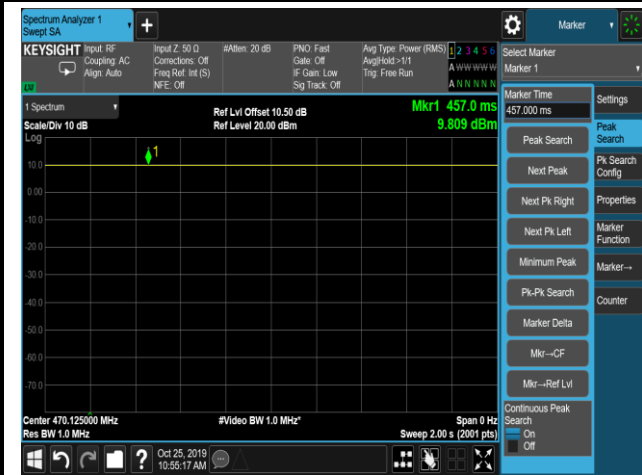 Spectrum Analyzer 1
Swept SA
+
Marker
KEYSIGHT
Input: RF
Coupling: AC
Align: Auto
Input Z: 50 Ω
Corrections: Off
Freq Ref: Int (S)
NFE: Off
#Atten: 20 dB
PNO: Fast
Gate: Off
IF Gain: Low
Sig Track: Off
Avg Type: Power (RMS)
Avg|Hold:>1/1
Trig: Free Run
1 2 3 4 5 6
A W W W W W
A N N N N N
Select Marker
Marker 1
1 Spectrum
Scale/Div 10 dB
Log
Ref Lvl Offset 10.50 dB
Ref Level 20.00 dBm
Mkr1 457.0 ms
9.809 dBm
1
10.0
0.00
-10.0
-20.0
-30.0
-40.0
-50.0
-60.0
-70.0
Center 470.125000 MHz
Res BW 1.0 MHz
#Video BW 1.0 MHz*
Span 0 Hz
Sweep 2.00 s (2001 pts)
Marker Time
457.000 ms
Peak Search
Next Peak
Next Pk Right
Next Pk Left
Minimum Peak
Pk-Pk Search
Marker Delta
Mkr→CF
Mkr→Ref Lvl
Continuous Peak
Search
On
Off
Settings
Peak
Search
Pk Search
Config
Properties
Marker
Function
Marker→
Counter
?
Oct 25, 2019
10:55:17 AM